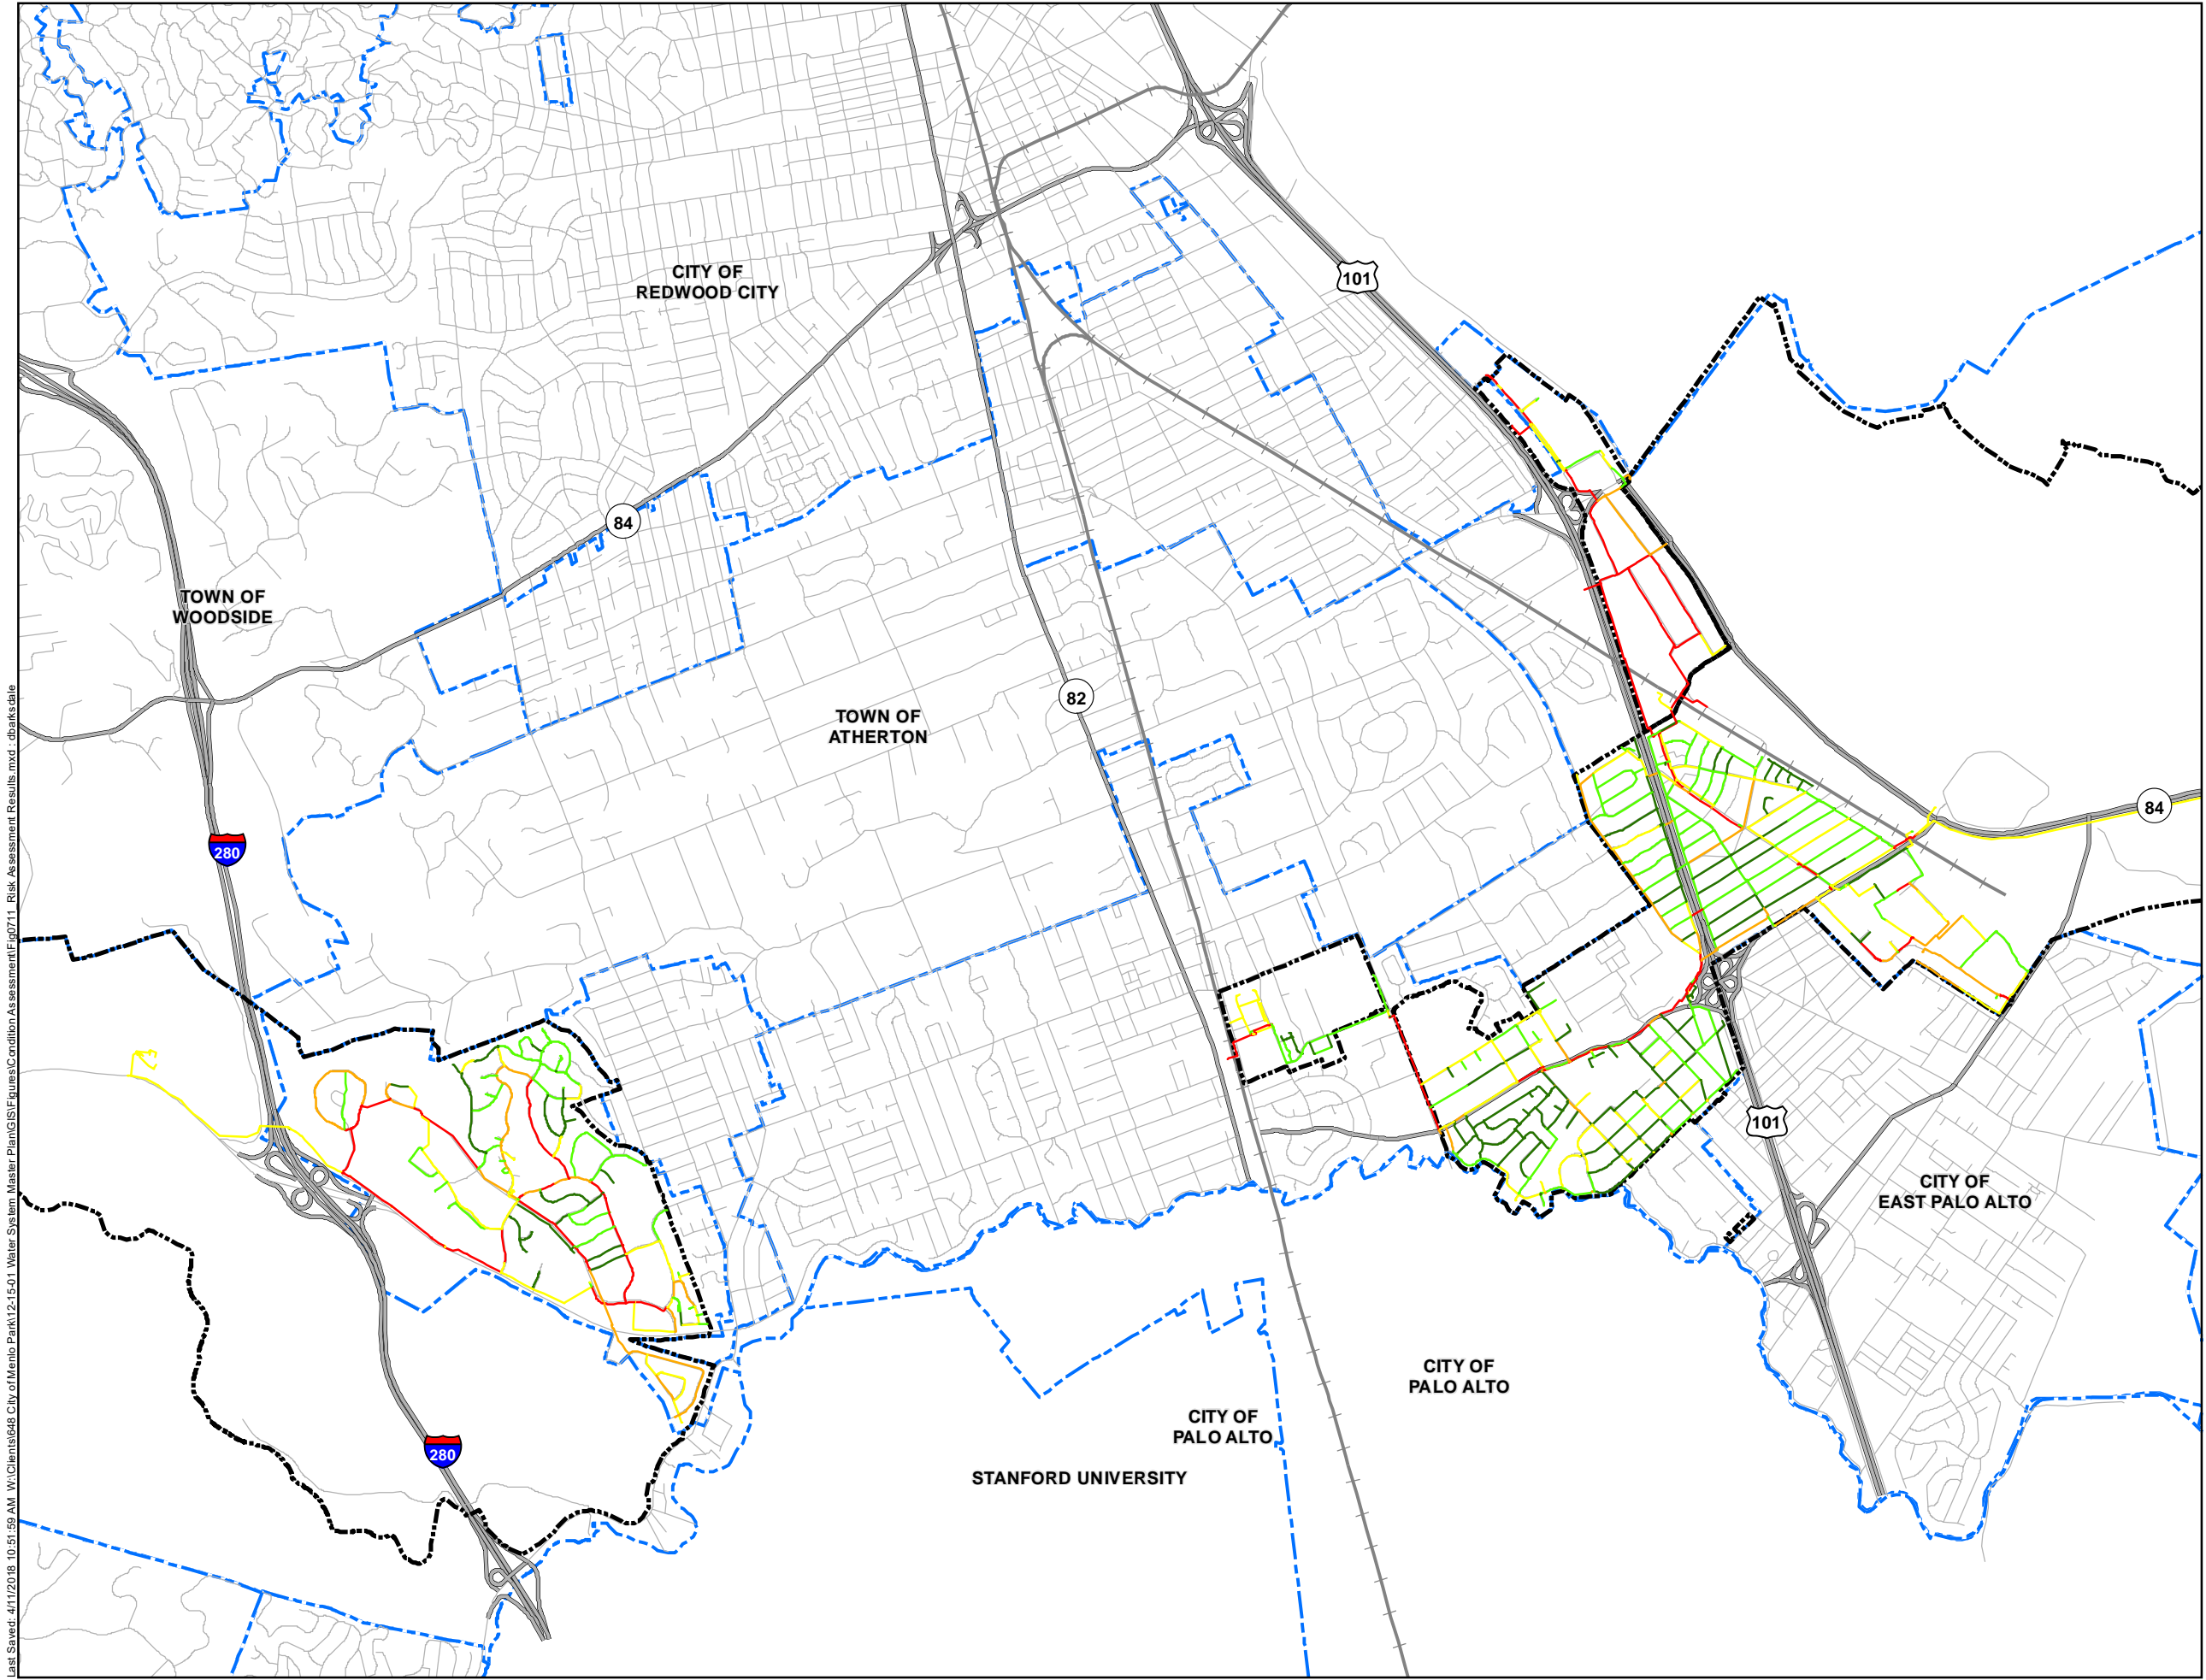 CITY OF
REDWOOD CITY
101
84
TOWN OF
WOODSIDE
82
TOWN OF
ATHERTON
84
280
101
CITY OF
EAST PALO ALTO
CITY OF
PALO ALTO
CITY OF
PALO ALTO
280
STANFORD UNIVERSITY
Last Saved: 4/11/2018 10:51:59 AM W:\Clients\648 City of Menlo Park\12-15-01 Water System Master Plan\GIS\Figures\Condition Assessment\Fig0711_Risk Assessment Results.mxd : dbarksdale